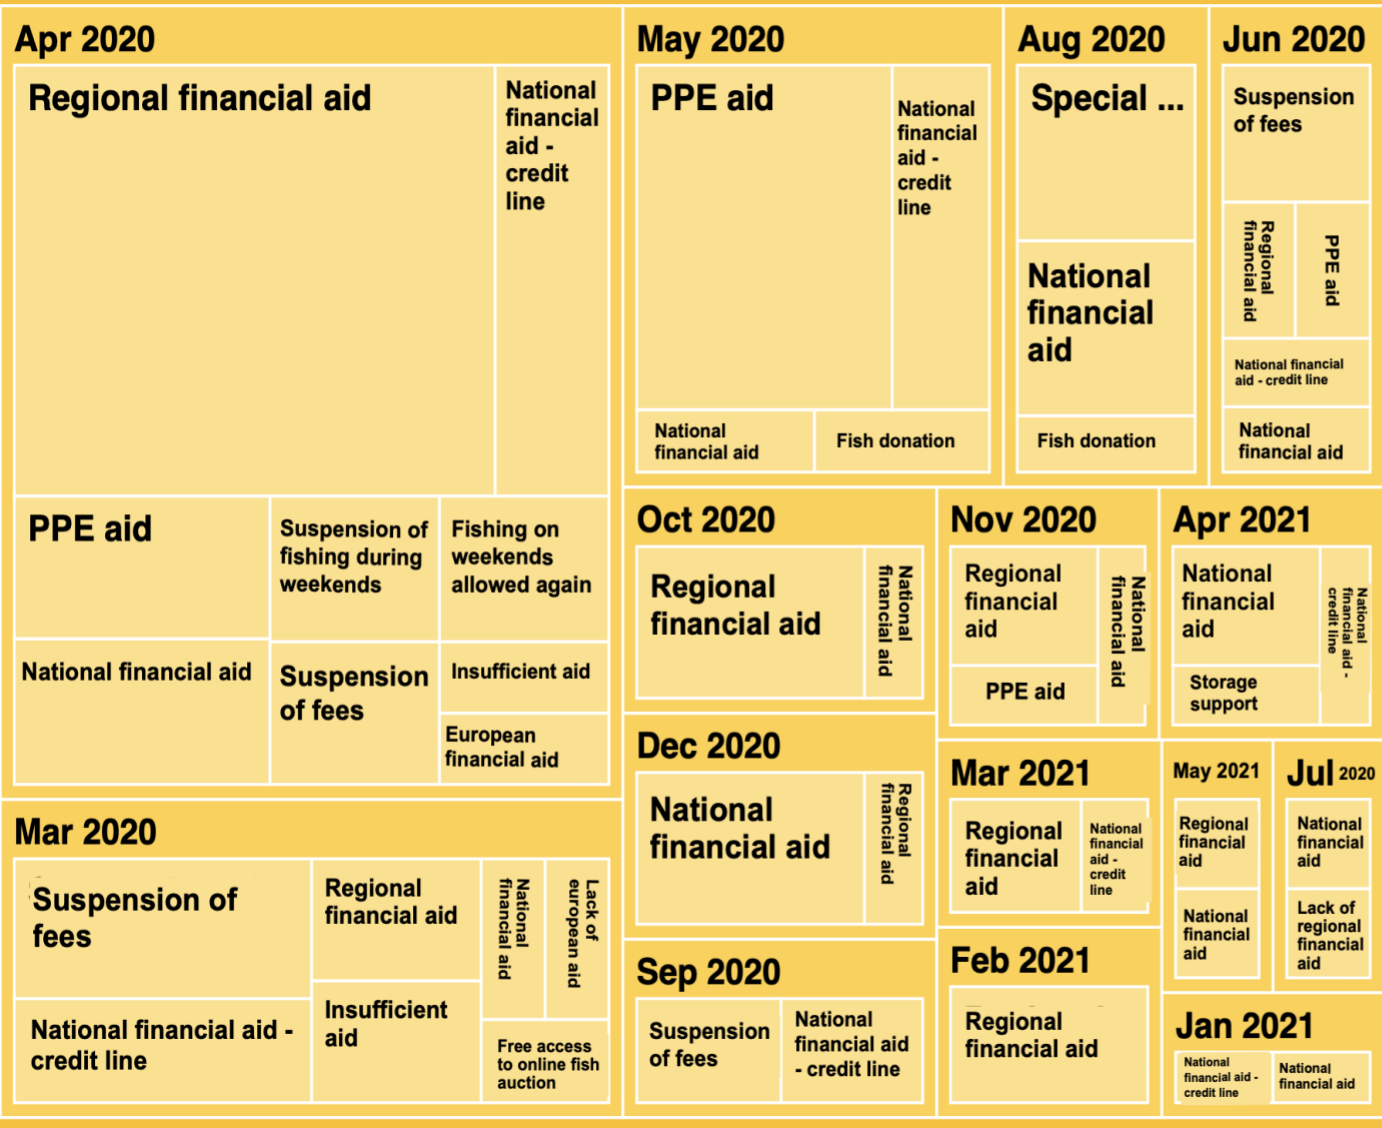 Apr 2020
Regional financial aid
National
financial
aid -
credit
line
PPE aid
Suspension of
fishing during
weekends
Fishing on
weekends
allowed again
National financial aid
Suspension
of fees
Insufficient aid
European
financial aid
Mar 2020
Suspension of
fees
Regional
financial aid
National
financial aid
Lack of
european aid
National financial aid -
credit line
Insufficient
aid
Free access
to online fish
auction
May 2020
PPE aid
National
financial
aid -
credit
line
National
financial aid
Fish donation
Aug 2020
Special ...
National
financial
aid
Fish donation
Jun 2020
Suspension
of fees
Regional
financial aid
PPE aid
National financial
aid - credit line
National
financial aid
Oct 2020
Regional
financial aid
National
financial aid
Nov 2020
Regional
financial
aid
National
financial aid
PPE aid
Apr 2021
National
financial
aid
National
financial aid -
credit line
Storage
support
Dec 2020
National
financial aid
Regional
financial aid
Mar 2021
Regional
financial
aid
National
financial
aid -
credit
line
May 2021
Regional
financial
aid
National
financial
aid
Jul 2020
National
financial
aid
Lack of
regional
financial
aid
Sep 2020
Suspension
of fees
National
financial aid
- credit line
Feb 2021
Regional
financial aid
Jan 2021
National
financial aid -
credit line
National
financial aid